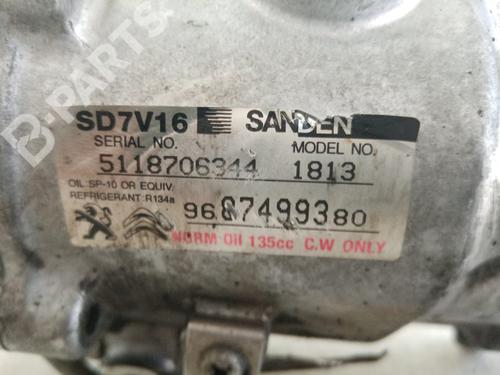 B-PARTS
SD7V16 SANDEN
SERIAL NO. MODEL NO.
5118706344 1813
OIL:SP-10 OR EQUIV.
REFRIGERANT:R134a
9687499380
NORM Oil 135cc C.W ONLY